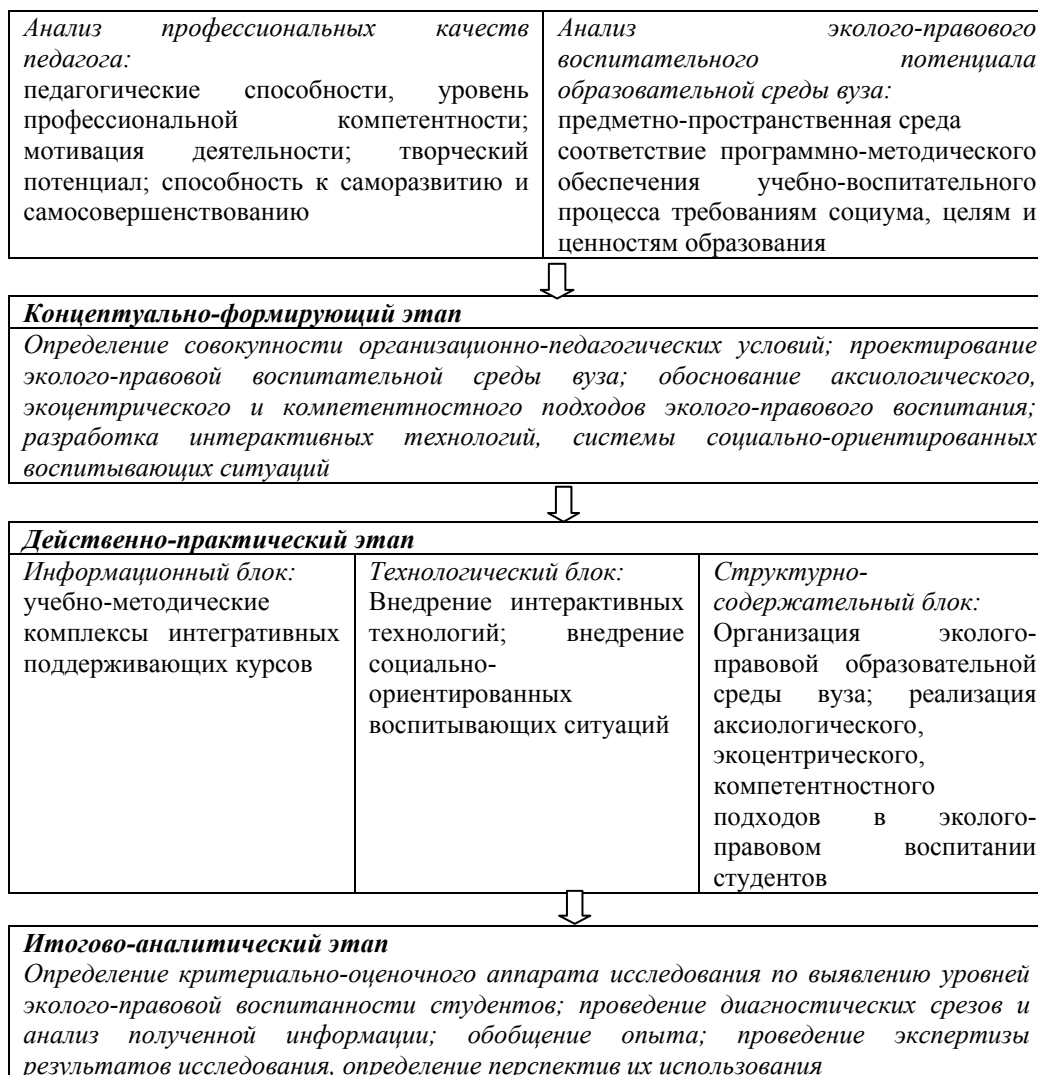 Анализ профессиональных качеств
педагога:
педагогические способности, уровень
профессиональной компетентности;
мотивация деятельности; творческий
потенциал; способность к саморазвитию и
самосовершенствованию
Анализ эколого-правового
воспитательного потенциала
образовательной среды вуза:
предметно-пространственная среда
соответствие программно-методического
обеспечения учебно-воспитательного
процесса требованиям социума, целям и
ценностям образования
Концептуально-формирующий этап
Определение совокупности организационно-педагогических условий; проектирование
эколого-правовой воспитательной среды вуза; обоснование аксиологического,
экоцентрического и компетентностного подходов эколого-правового воспитания;
разработка интерактивных технологий, системы социально-ориентированных
воспитывающих ситуаций
Действенно-практический этап
Информационный блок:
учебно-методические
комплексы интегративных
поддерживающих курсов
Технологический блок:
Внедрение интерактивных
технологий; внедрение
социально-
ориентированных
воспитывающих ситуаций
Структурно-
содержательный блок:
Организация эколого-
правовой образовательной
среды вуза; реализация
аксиологического,
экоцентрического,
компетентностного
подходов в эколого-
правовом воспитании
студентов
Итогово-аналитический этап
Определение критериально-оценочного аппарата исследования по выявлению уровней
эколого-правовой воспитанности студентов; проведение диагностических срезов и
анализ полученной информации; обобщение опыта; проведение экспертизы
результатов исследования, определение перспектив их использования